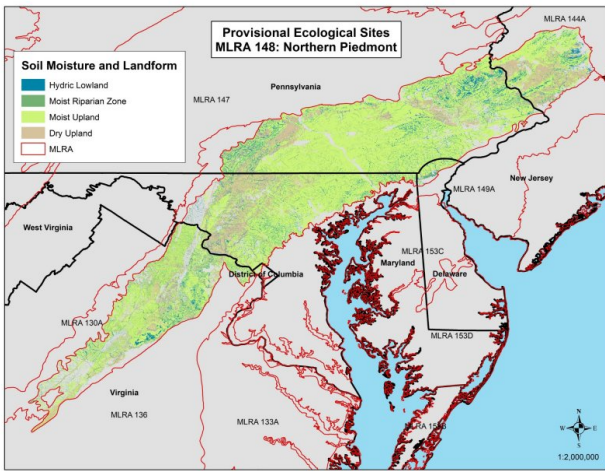 Provisional Ecological Sites
MLRA 148: Northern Piedmont
MLRA 144A
Soil Moisture and Landform
Hydric Lowland
Moist Riparian Zone
Moist Upland
Dry Upland
MLRA
Pennsylvania
MLRA 147
New Jersey
MLRA 149A
West Virginia
MLRA 153C
District of Columbia
Maryland
Delaware
MLRA 130A
MLRA 153D
Virginia
MLRA 136
MLRA 133A
N
W E
S
1:2,000,000